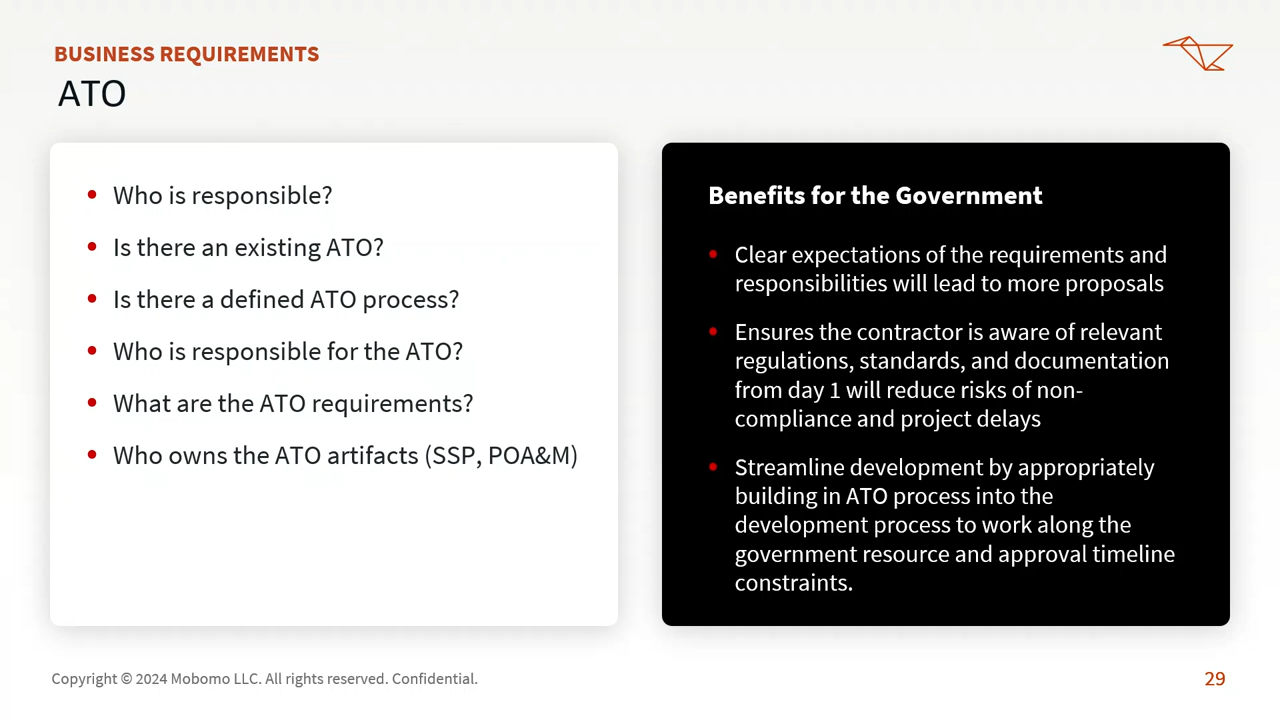 BUSINESS REQUIREMENTS
ATO
• Who is responsible?
• Is there an existing ATO?
• Is there a defined ATO process?
• Who is responsible for the ATO?
• What are the ATO requirements?
• Who owns the ATO artifacts (SSP, POA&M)
Benefits for the Government
• Clear expectations of the requirements and
responsibilities will lead to more proposals
• Ensures the contractor is aware of relevant
regulations, standards, and documentation
from day 1 will reduce risks of non-
compliance and project delays
• Streamline development by appropriately
building in ATO process into the
development process to work along the
government resource and approval timeline
constraints.
Copyright © 2024 Mobomo LLC. All rights reserved. Confidential.
29